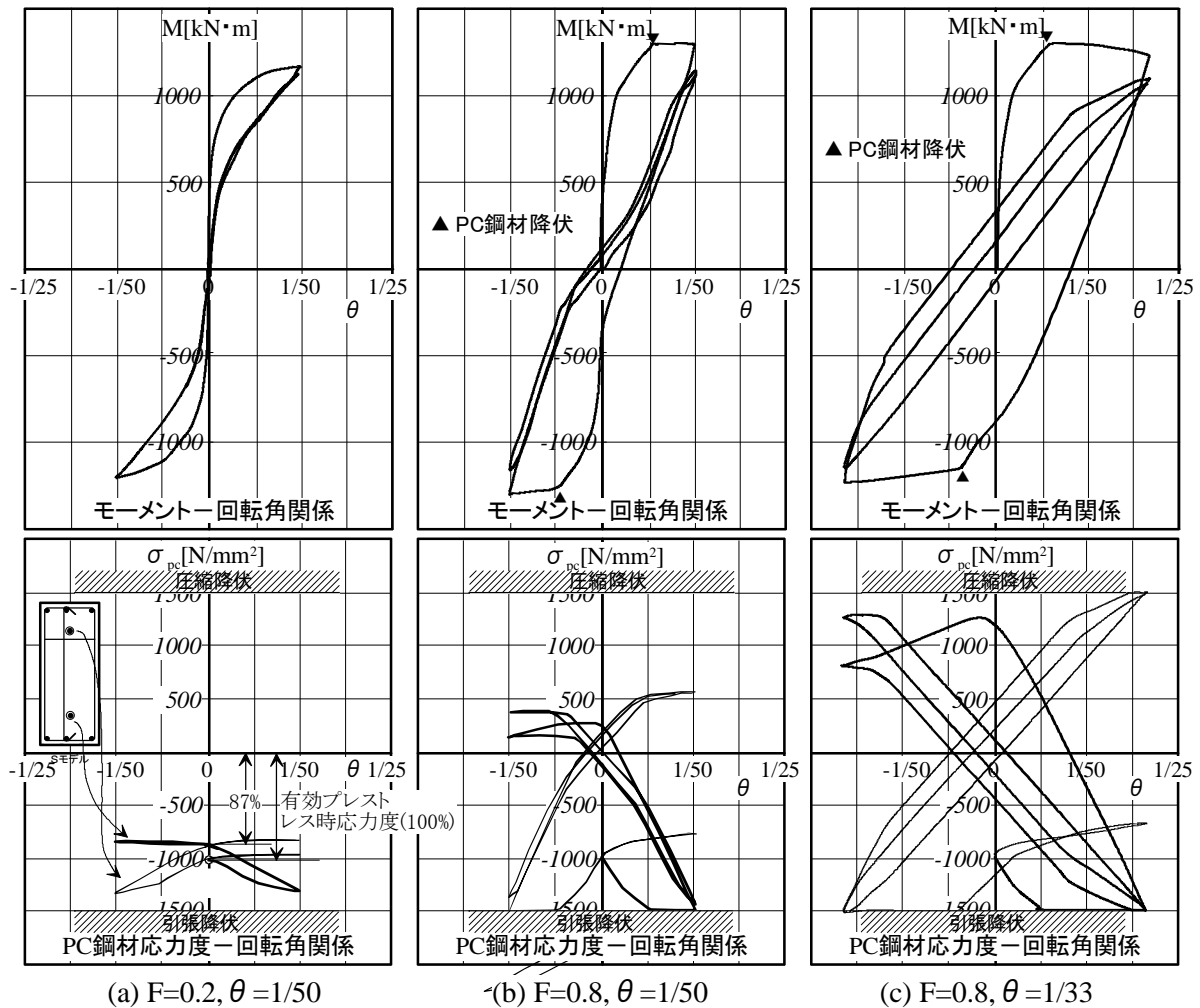 M[kN・m]
1000
500
-1/25
-1/50
0
1/50
1/25
θ
-500
-1000
モーメント－回転角関係
M[kN・m]
1000
500
▲ PC鋼材降伏
-1/50
0
1/50
1/25
θ
-500
-1000
モーメント－回転角関係
M[kN・m]
1000
▲ PC鋼材降伏
500
-1/50
0
1/50
1/25
θ
-500
-1000
モーメント－回転角関係
σpc[N/mm²]
圧縮降伏
1500
1000
500
Sモデル
-1/25
-1/50
0
1/50
θ
1/25
87%
有効プレスト
レス時応力度(100%)
-500
-1000
引張降伏
PC鋼材応力度－回転角関係
σpc[N/mm²]
圧縮降伏
1500
1000
500
-1/50
0
1/50
1/25
θ
-500
-1000
1500
引張降伏
PC鋼材応力度－回転角関係
σpc[N/mm²]
圧縮降伏
1500
1000
500
-1/50
0
1/50
1/25
θ
-500
-1000
1500
引張降伏
PC鋼材応力度－回転角関係
(a) F=0.2, θ =1/50
(b) F=0.8, θ =1/50
(c) F=0.8, θ =1/33